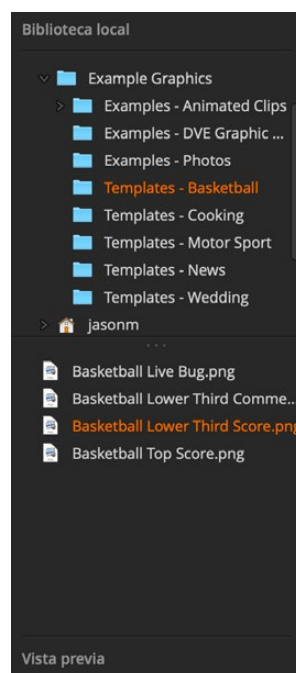 Biblioteca local
Example Graphics
Examples - Animated Clips
Examples - DVE Graphic ...
Examples - Photos
Templates - Basketball
Templates - Cooking
Templates - Motor Sport
Templates - News
Templates - Wedding
jasonm
Basketball Live Bug.png
Basketball Lower Third Comme...
Basketball Lower Third Score.png
Basketball Top Score.png
Vista previa